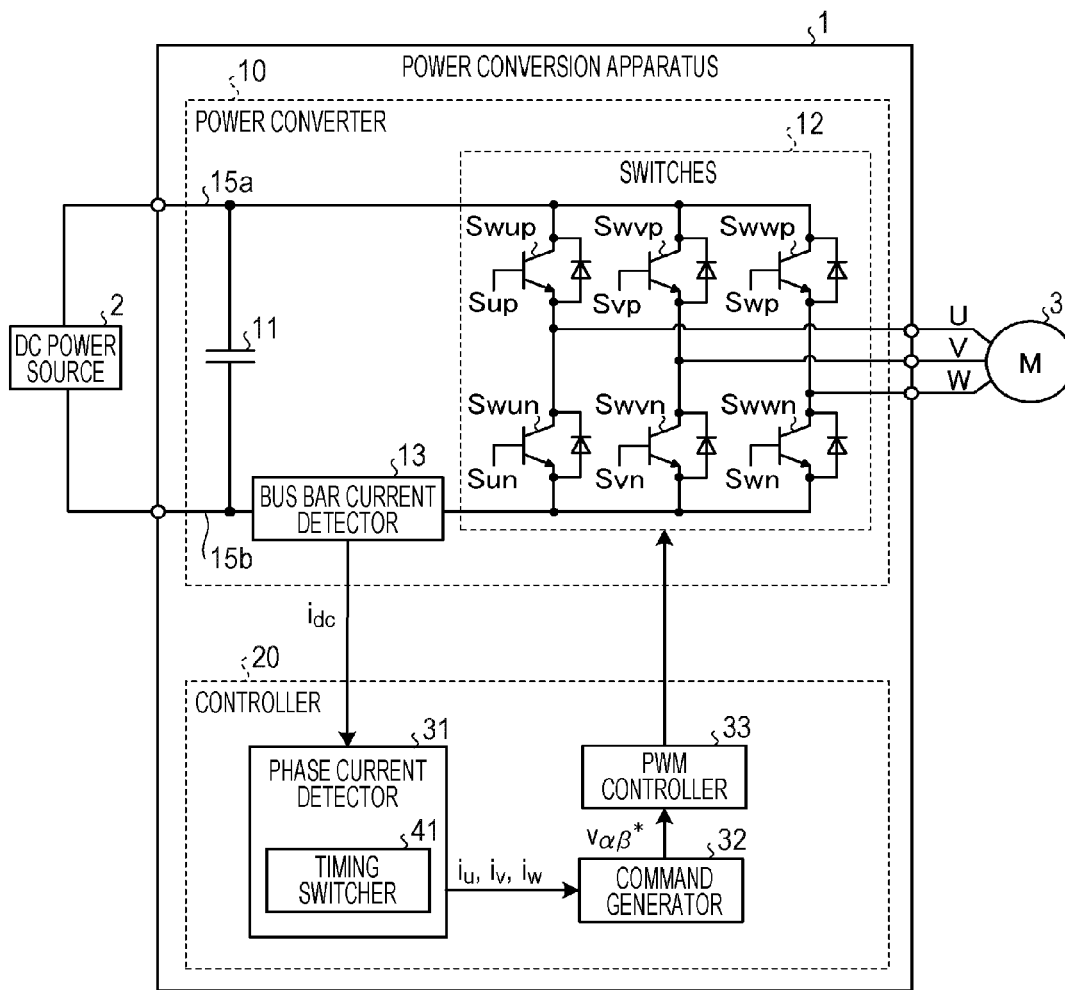 1
POWER CONVERSION APPARATUS
10
POWER CONVERTER
12
SWITCHES
15a
Swup
Swvp
Swwp
Sup
Svp
Swp
2
DC POWER
SOURCE
11
U
V
W
3
M
Swun
Swvn
Swwn
Sun
Svn
Swn
13
BUS BAR CURRENT
DETECTOR
15b
idc
20
CONTROLLER
31
PHASE CURRENT
DETECTOR
33
PWM
CONTROLLER
41
TIMING
SWITCHER
vαβ*
32
iu, iv, iw
COMMAND
GENERATOR